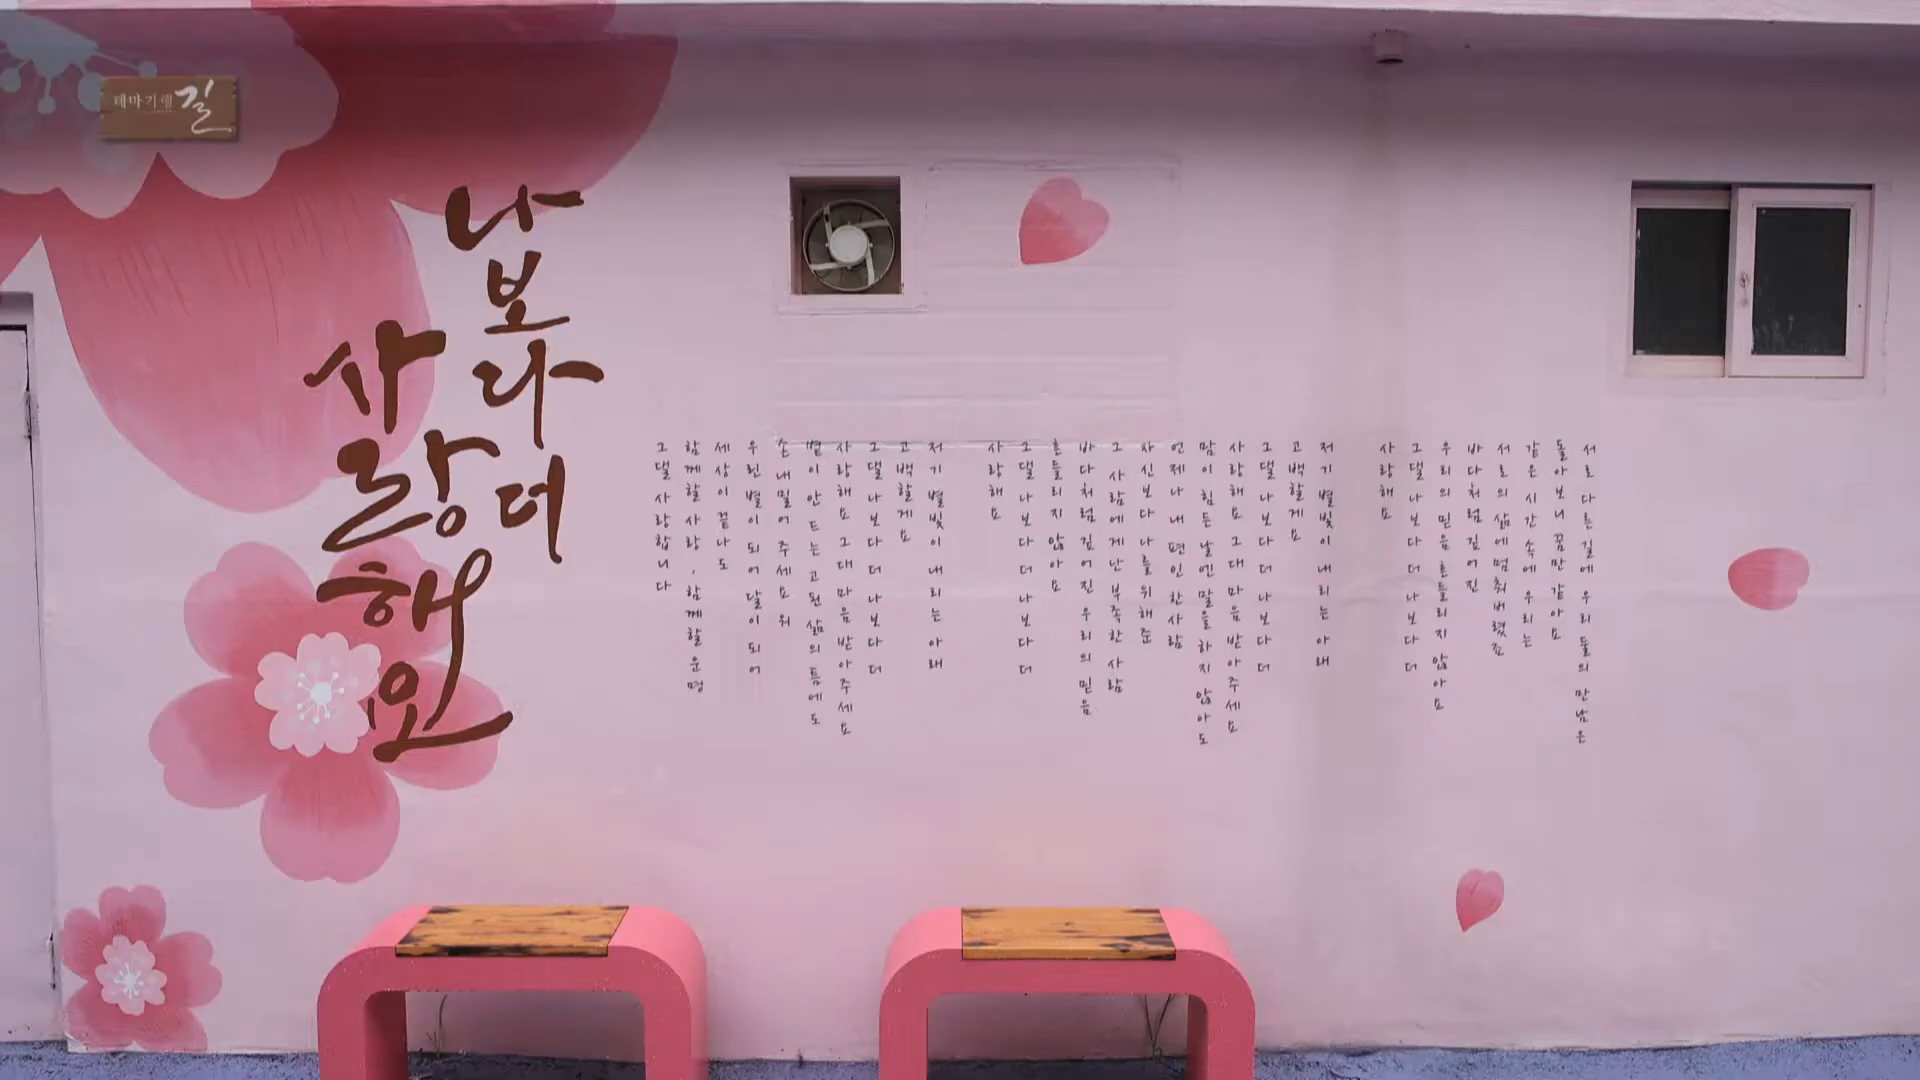 테마기행 길
나보다 더
사랑해요
서로 다른 길에 우리 둘의 만남은
돌아보니 꿈만 같아요
같은 시간 속에 우리는
서로의 삶에 멈춰버렸죠
바다처럼 깊어진
우리의 믿음 흔들리지 않아요
그댈 나보다 더 나보다 더
사랑해요
저기 별빛이 내리는 아래
고백할게요
그댈 나보다 더 나보다 더
사랑해요 그대 마음 받아주세요
맘이 힘든 날엔 말을 하지 않아도
언제나 내 편인 한사람
자신보다 나를 위해준
그 사람에게 난 부족한 사람
바다처럼 깊어진 우리의 믿음
흔들리지 않아요
그댈 나보다 더 나보다 더
사랑해요
저기 별빛이 내리는 아래
고백할게요
그댈 나보다 더 나보다 더
사랑해요 그대 마음 받아주세요
볕이 안 드는 고된 삶의 틈에도
손 내밀어 주세요 워
우린 별이 되어 달이 되어
세상이 끝나도
함께할 사랑, 함께할 운명
그댈 사랑합니다